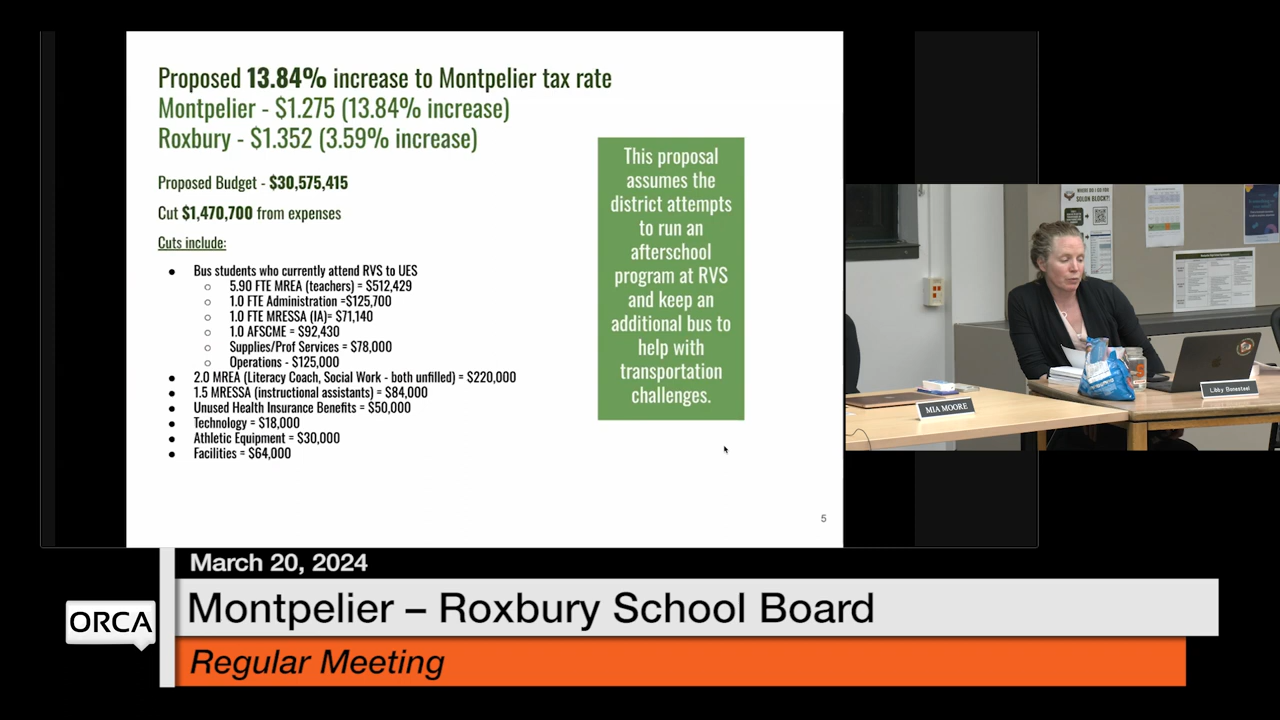 Proposed 13.84% increase to Montpelier tax rate
Montpelier - $1.275 (13.84% increase)
Roxbury - $1.352 (3.59% increase)
Proposed Budget - $30,575,415
Cut $1,470,700 from expenses
Cuts include:
● Bus students who currently attend RVS to UES
○ 5.90 FTE MREA (teachers) = $512,429
○ 1.0 FTE Administration =$125,700
○ 1.0 FTE MRESSA (IA)= $71,140
○ 1.0 AFSCME = $92,430
○ Supplies/Prof Services = $78,000
○ Operations - $125,000
● 2.0 MREA (Literacy Coach, Social Work - both unfilled) = $220,000
● 1.5 MRESSA (instructional assistants) = $84,000
● Unused Health Insurance Benefits = $50,000
● Technology = $18,000
● Athletic Equipment = $30,000
● Facilities = $64,000
This proposal
assumes the
district attempts
to run an
afterschool
program at RVS
and keep an
additional bus to
help with
transportation
challenges.
5
WHERE DO I DO YOU
SOLON BLOCK?!
MIA MOORE
Libby Bonesteel
March 20, 2024
ORCA
Montpelier – Roxbury School Board
Regular Meeting